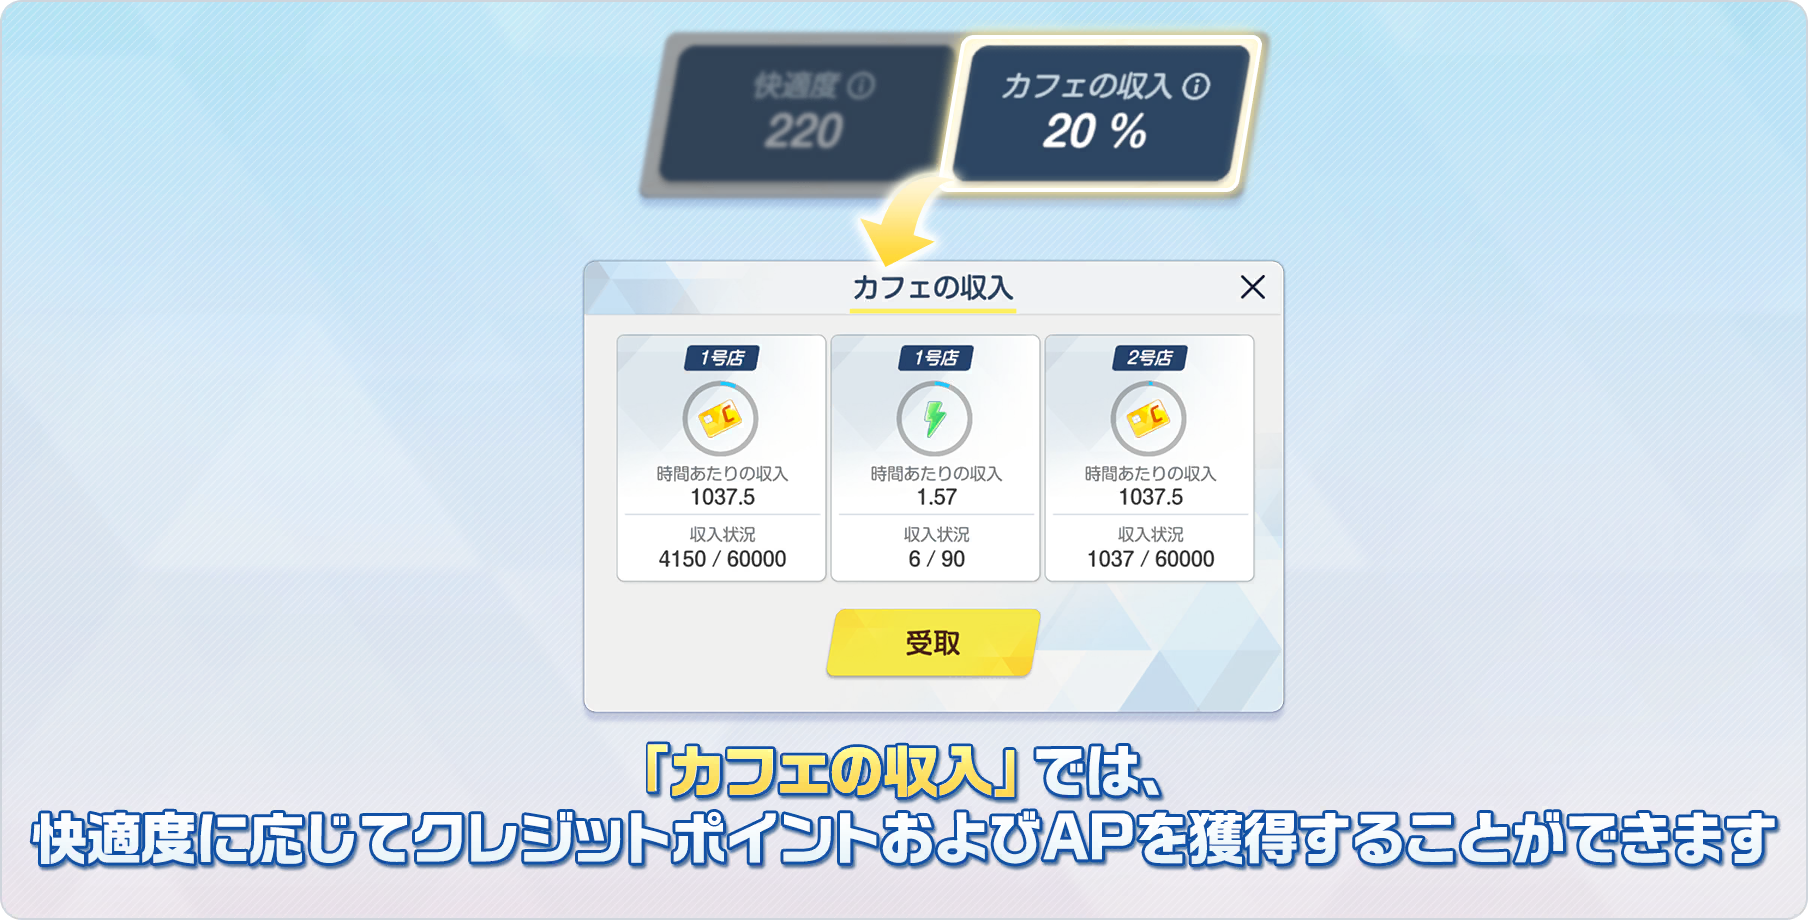 快適度
220
カフェの収入
20 %
カフェの収入
1号店
時間あたりの収入
1037.5
収入状況
4150 / 60000
1号店
時間あたりの収入
1.57
収入状況
6 / 90
2号店
時間あたりの収入
1037.5
収入状況
1037 / 60000
受取
「カフェの収入」では、
快適度に応じてクレジットポイントおよびAPを獲得することができます